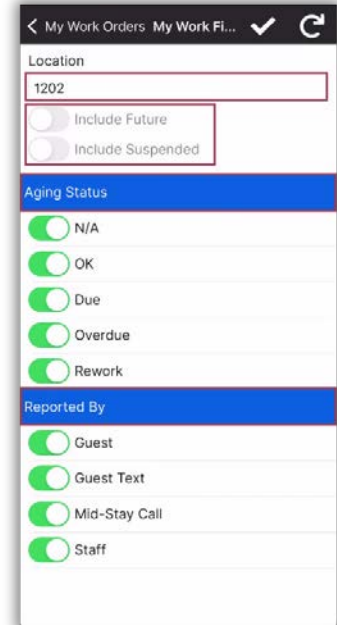 My Work Orders My Work Fi...
Location
1202
Include Future
Include Suspended
Aging Status
N/A
OK
Due
Overdue
Rework
Reported By
Guest
Guest Text
Mid-Stay Call
Staff